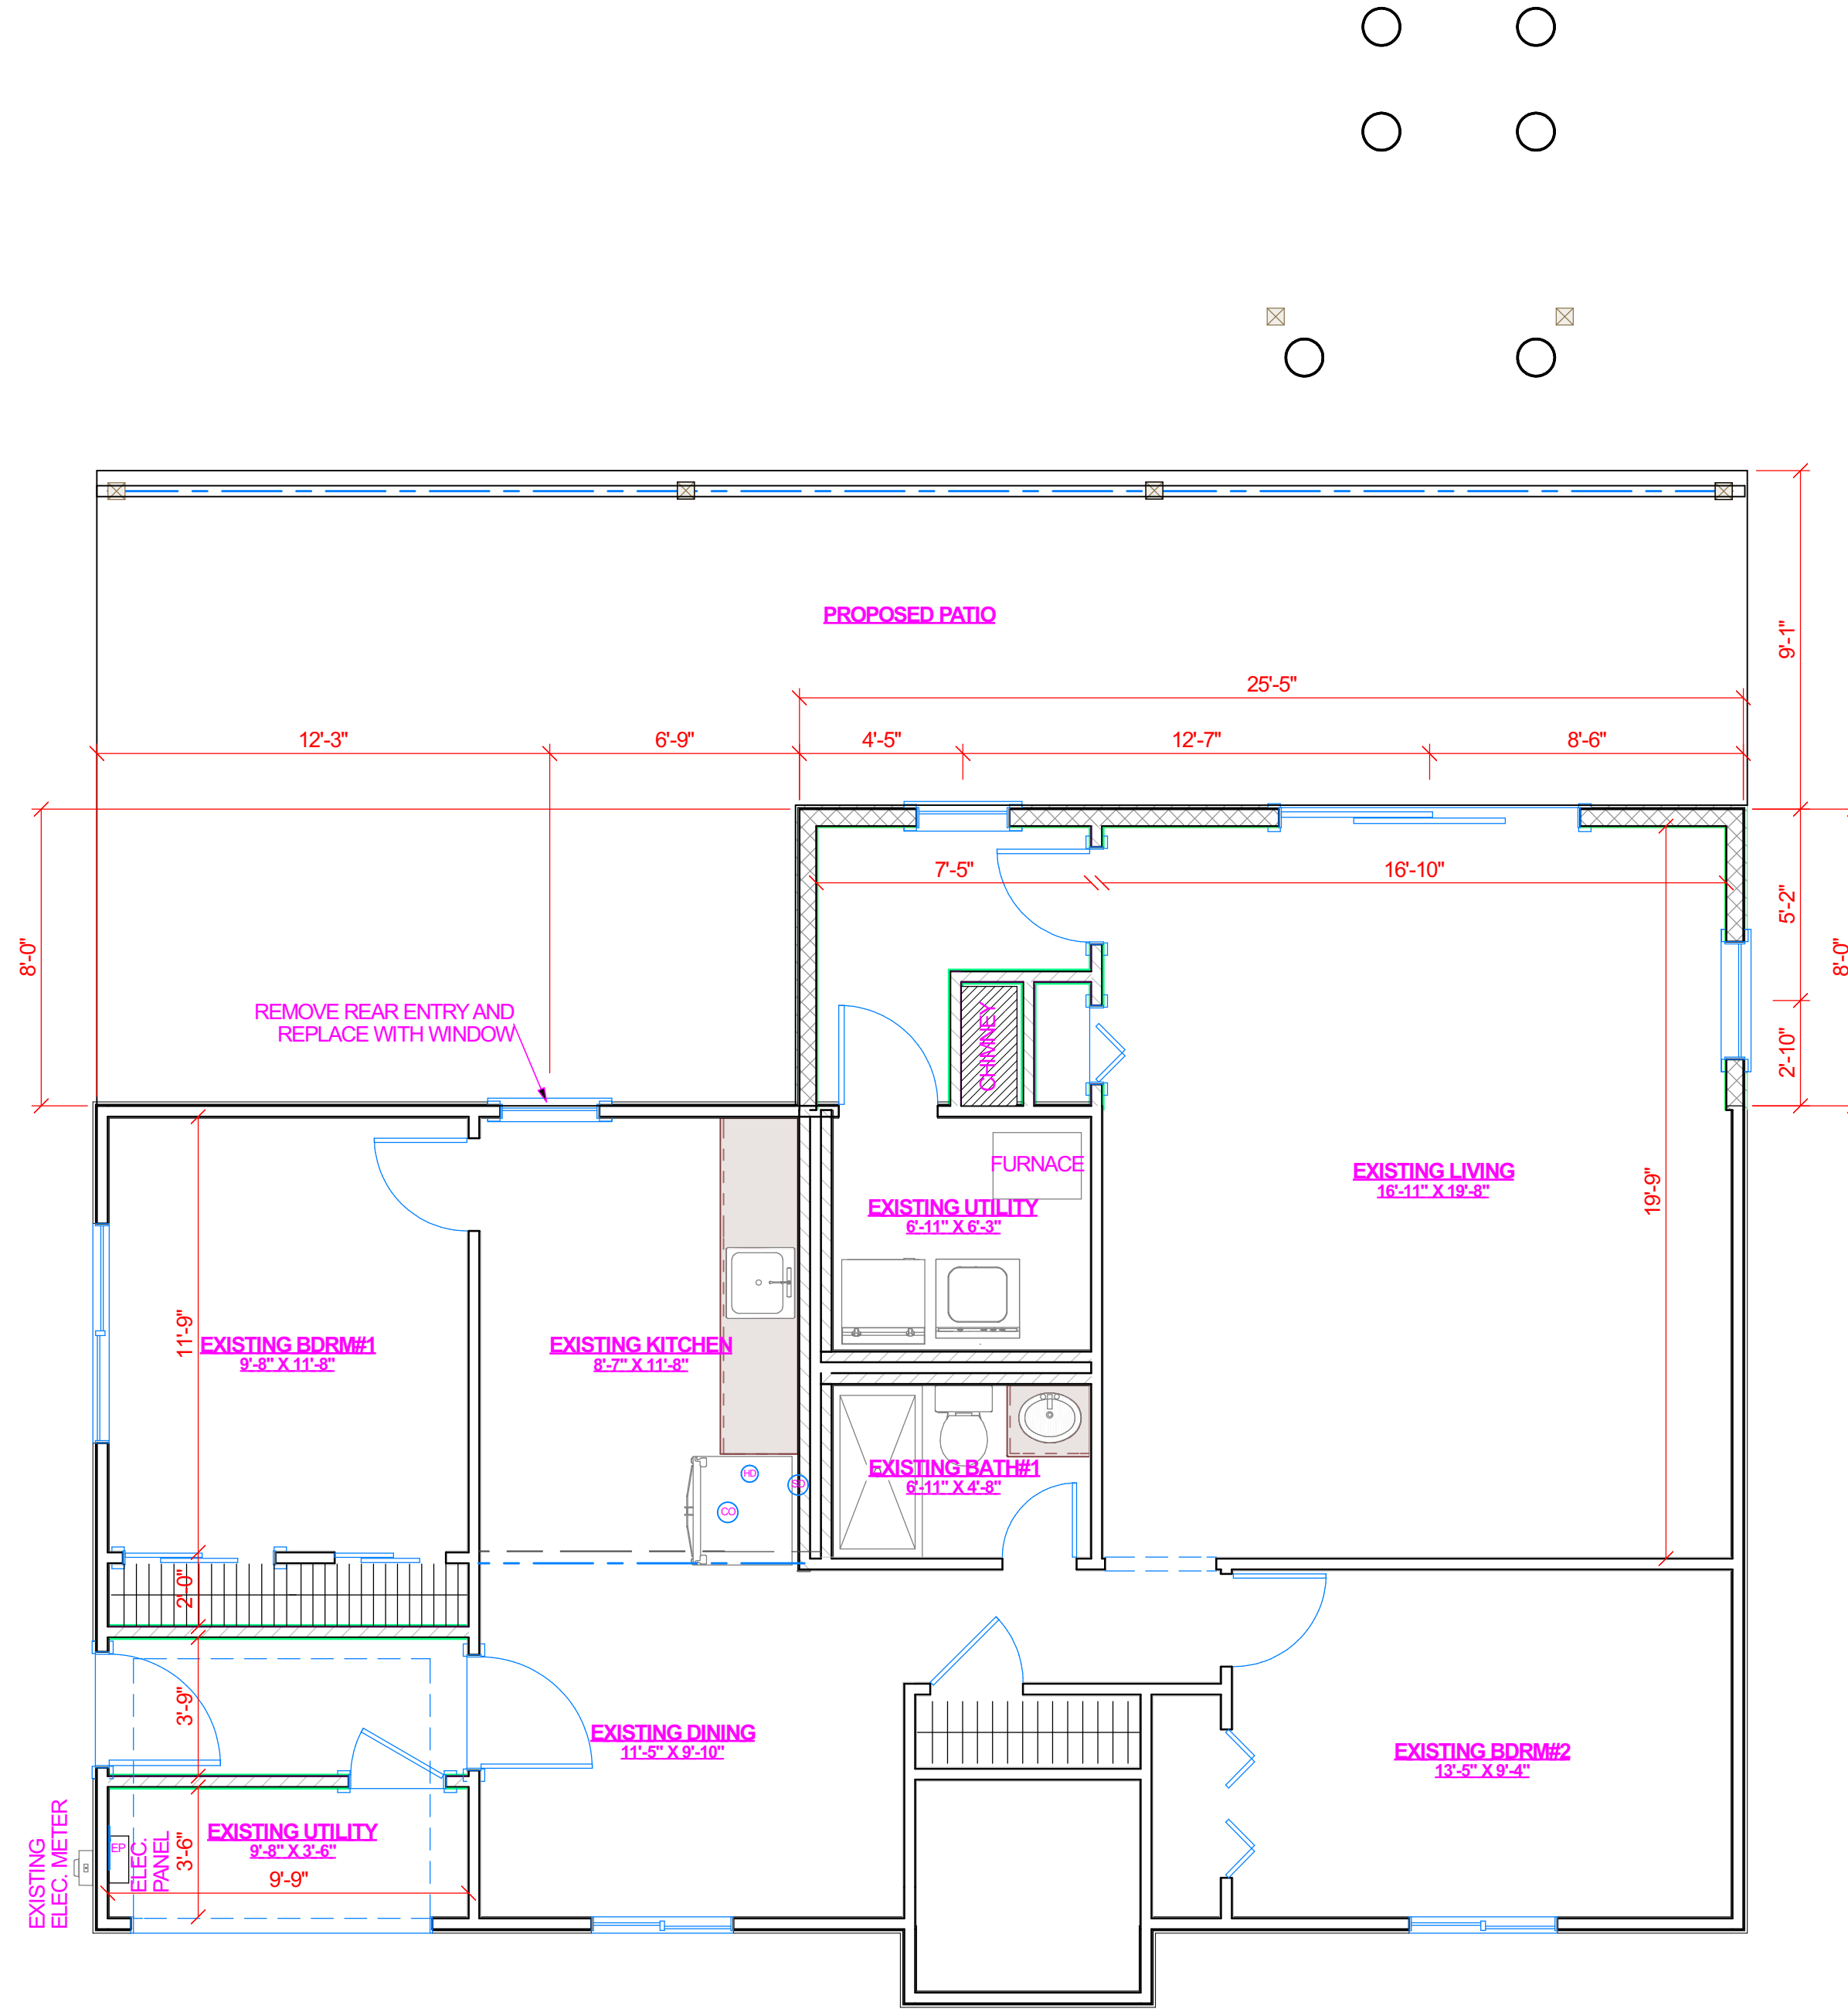 PROPOSED PATIO
9'-1"
25'-5"
12'-3"
6'-9"
4'-5"
12'-7"
8'-6"
7'-5"
16'-10"
5'-2"
8'-0"
8'-0"
2'-10"
REMOVE REAR ENTRY AND
REPLACE WITH WINDOW
CHIMNEY
FURNACE
EXISTING LIVING
16'-11" X 19'-8"
19'-9"
EXISTING UTILITY
6'-11" X 6'-3"
11'-9"
EXISTING BDRM#1
9'-8" X 11'-8"
EXISTING KITCHEN
8'-7" X 11'-8"
EXISTING BATH#1
6'-11" X 4'-8"
HD
SD
CO
2'-0"
3'-9"
EXISTING DINING
11'-5" X 9'-10"
EXISTING BDRM#2
13'-5" X 9'-4"
EXISTING
ELEC. METER
EP
ELEC.
PANEL
3'-6"
EXISTING UTILITY
9'-8" X 3'-6"
9'-9"